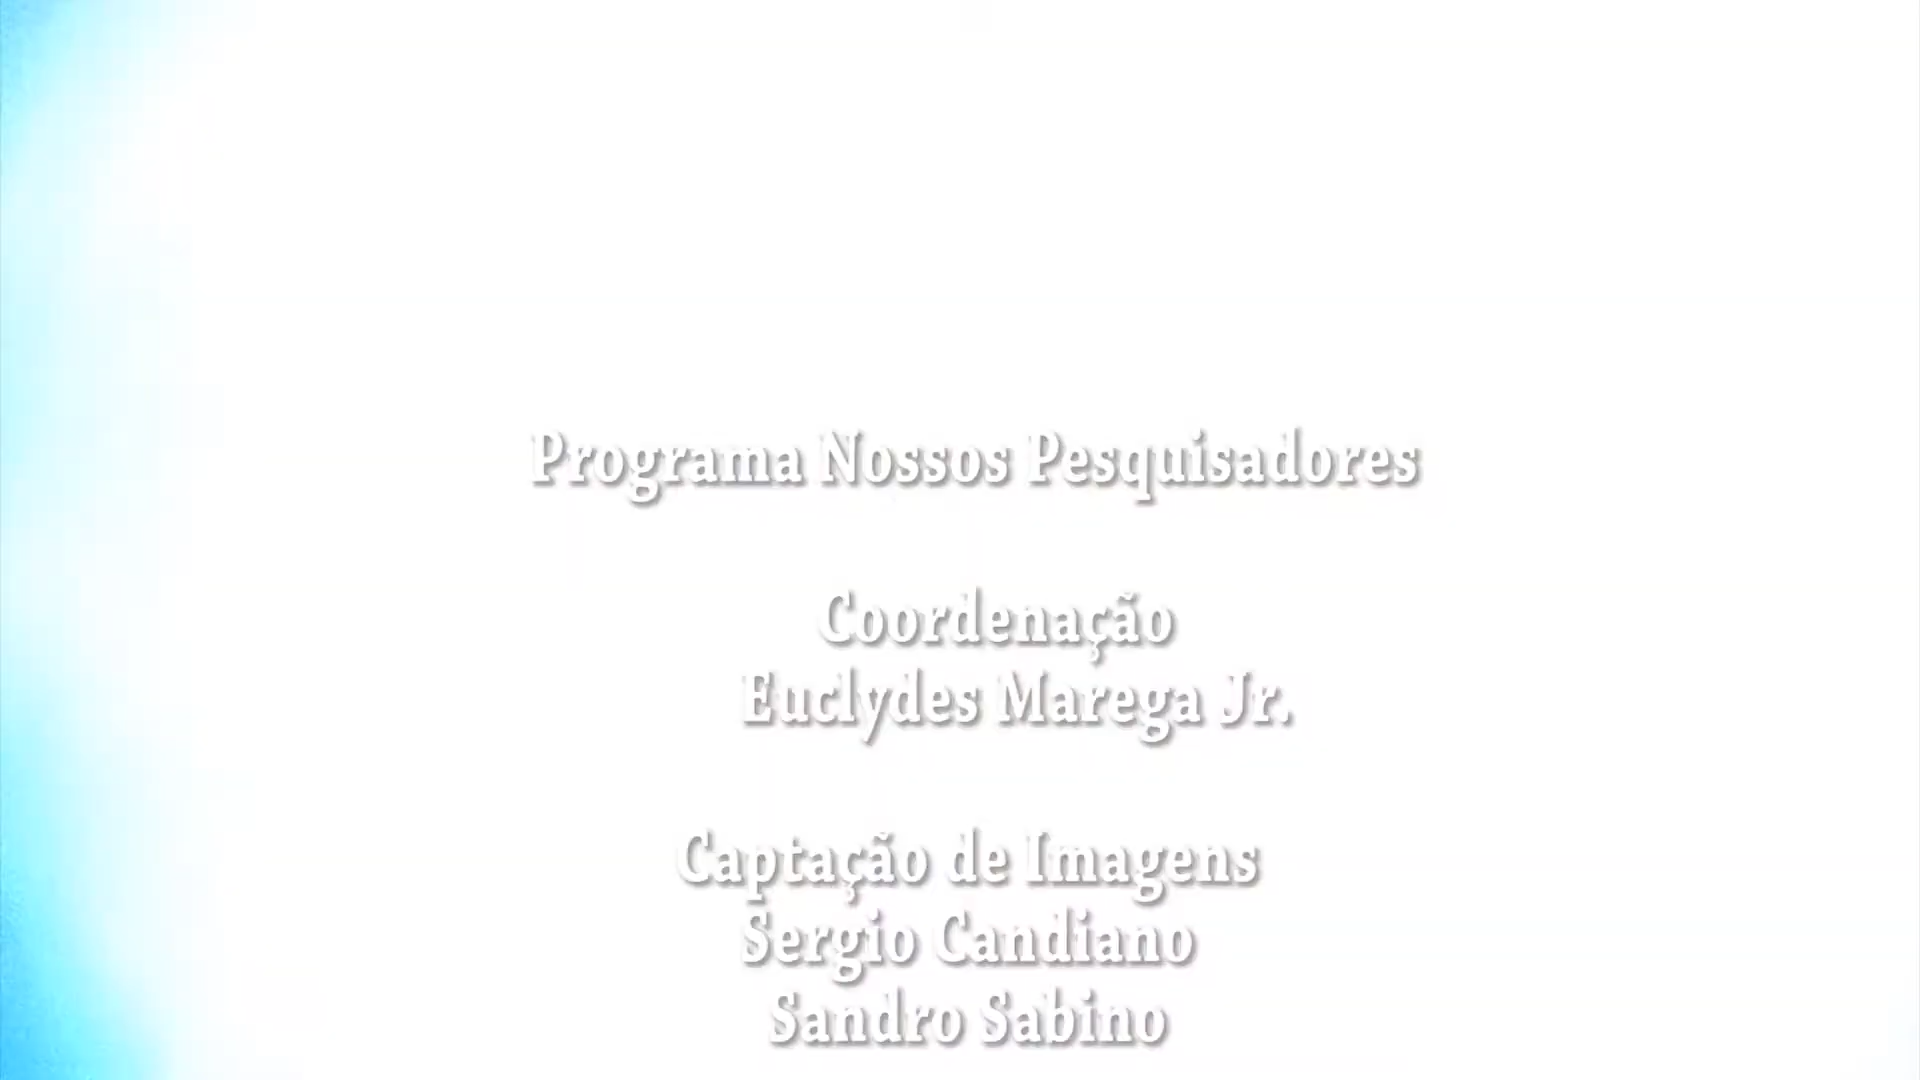 Programa Nossos Pesquisadores
Coordenação
Euclydes Marega Jr.
Captação de Imagens
Sergio Candiano
Sandro Sabino